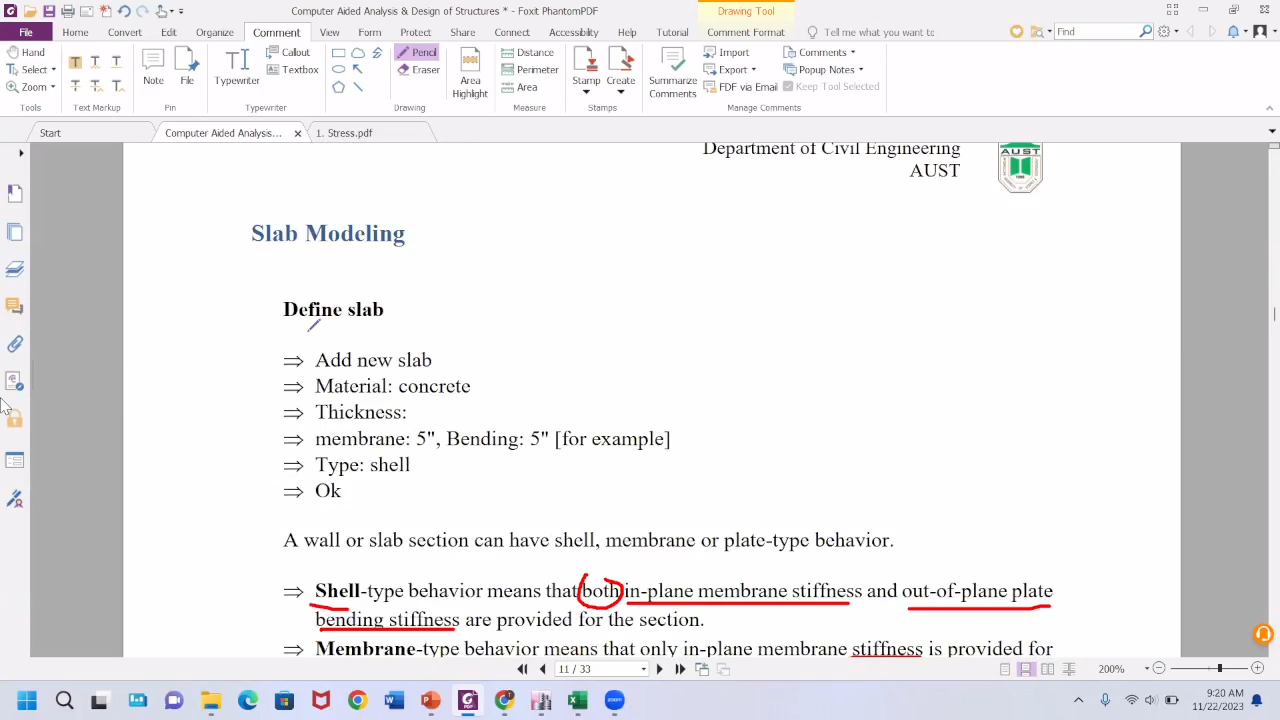 Computer Aided Analysis & Design of Structures * - Foxit PhantomPDF
Drawing Tool
File Home Convert Edit Organize Comment View Form Protect Share Connect Accessibility Help Tutorial Comment Format Tell me what you want to Find
Hand
Select
Zoom
Tools
Text Markup
Note
File
Pin
Typewriter
Callout
Textbox
Typewriter
Pencil
Eraser
Drawing
Area Highlight
Distance
Perimeter
Area
Measure
Stamp
Create
Stamps
Summarize Comments
Import
Export
FDF via Email
Comments
Popup Notes
Keep Tool Selected
Manage Comments
Start
Computer Aided Analysis...
1. Stress.pdf
Department of Civil Engineering
AUST
AUST
Slab Modeling
Define slab
⇒ Add new slab
⇒ Material: concrete
⇒ Thickness:
⇒ membrane: 5", Bending: 5" [for example]
⇒ Type: shell
⇒ Ok
A wall or slab section can have shell, membrane or plate-type behavior.
⇒ Shell-type behavior means that both in-plane membrane stiffness and out-of-plane plate
bending stiffness are provided for the section.
⇒ Membrane-type behavior means that only in-plane membrane stiffness is provided for
11 / 33
200%
9:20 AM
11/22/2023